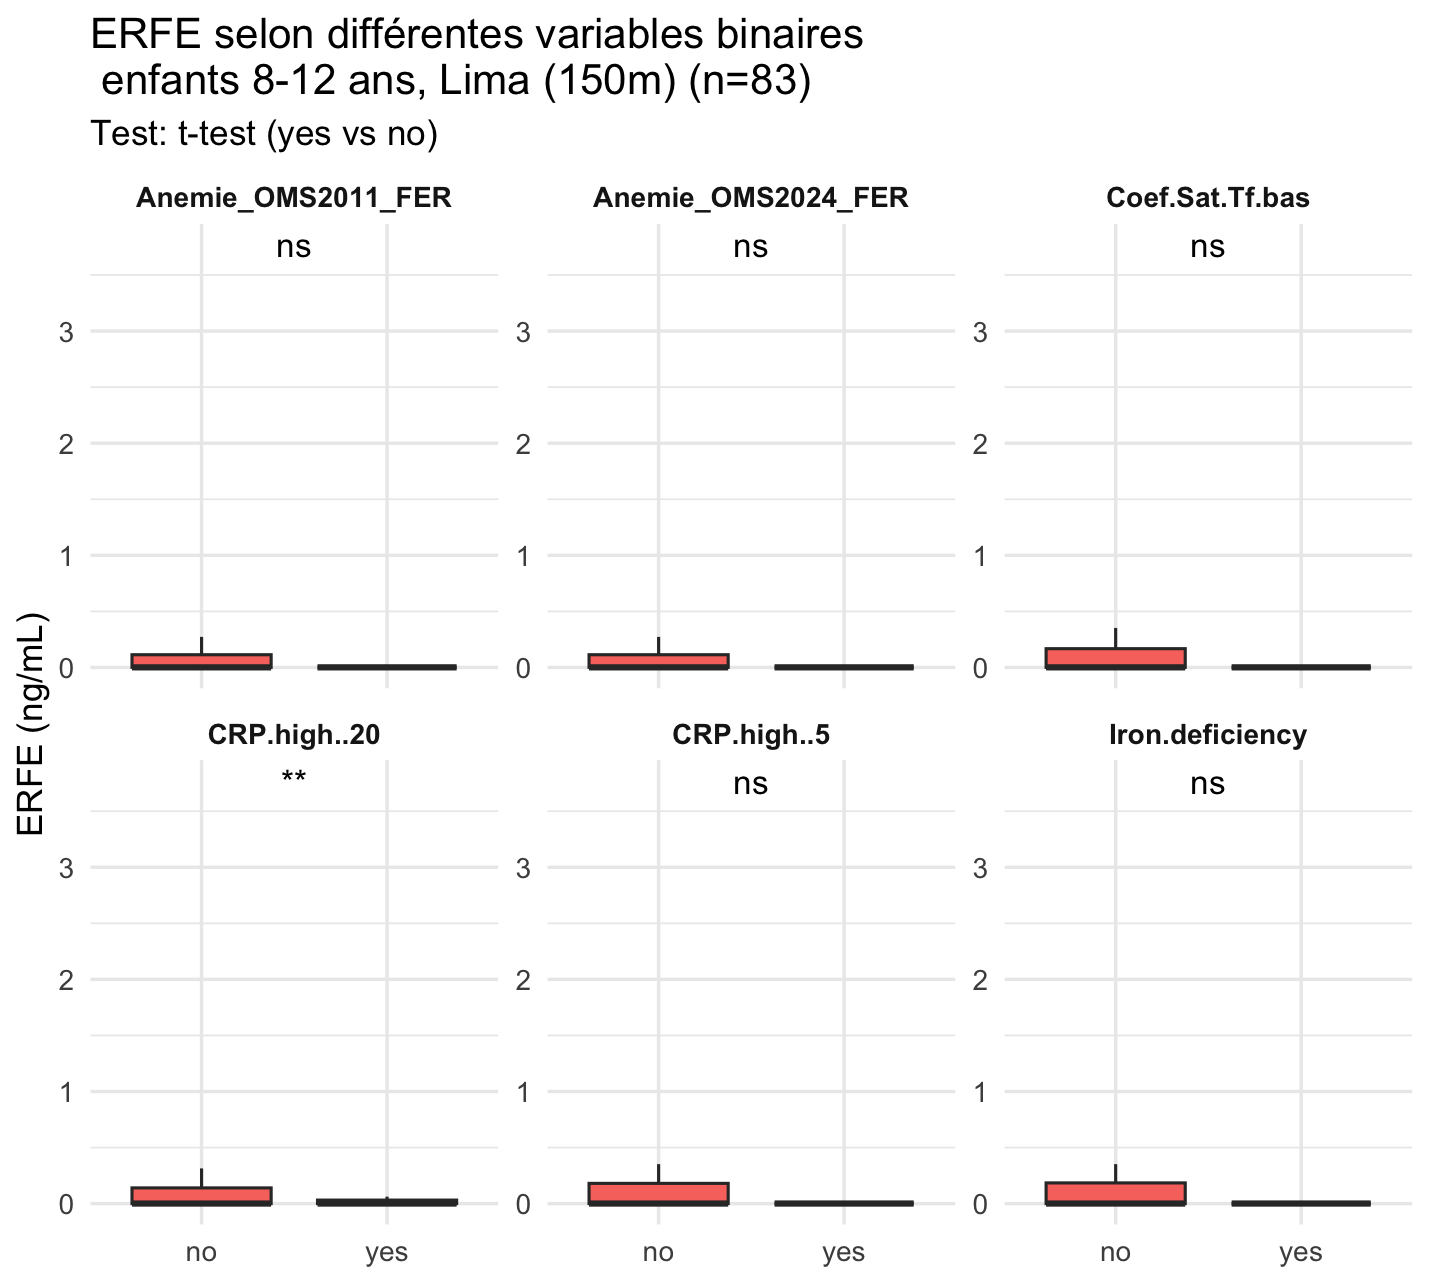 ERFE selon différentes variables binaires
enfants 8-12 ans, Lima (150m) (n=83)
Test: t-test (yes vs no)
Anemie_OMS2011_FER
Anemie_OMS2024_FER
Coef.Sat.Tf.bas
ns
ns
ns
3
2
1
0
3
2
1
0
3
2
1
0
ERFE (ng/mL)
CRP.high..20
CRP.high..5
Iron.deficiency
**
ns
ns
3
2
1
0
3
2
1
0
3
2
1
0
no yes
no yes
no yes